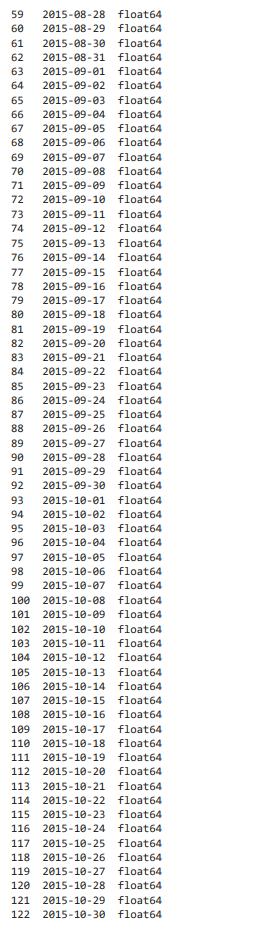 59 2015-08-28 float64
60 2015-08-29 float64
61 2015-08-30 float64
62 2015-08-31 float64
63 2015-09-01 float64
64 2015-09-02 float64
65 2015-09-03 float64
66 2015-09-04 float64
67 2015-09-05 float64
68 2015-09-06 float64
69 2015-09-07 float64
70 2015-09-08 float64
71 2015-09-09 float64
72 2015-09-10 float64
73 2015-09-11 float64
74 2015-09-12 float64
75 2015-09-13 float64
76 2015-09-14 float64
77 2015-09-15 float64
78 2015-09-16 float64
79 2015-09-17 float64
80 2015-09-18 float64
81 2015-09-19 float64
82 2015-09-20 float64
83 2015-09-21 float64
84 2015-09-22 float64
85 2015-09-23 float64
86 2015-09-24 float64
87 2015-09-25 float64
88 2015-09-26 float64
89 2015-09-27 float64
90 2015-09-28 float64
91 2015-09-29 float64
92 2015-09-30 float64
93 2015-10-01 float64
94 2015-10-02 float64
95 2015-10-03 float64
96 2015-10-04 float64
97 2015-10-05 float64
98 2015-10-06 float64
99 2015-10-07 float64
100 2015-10-08 float64
101 2015-10-09 float64
102 2015-10-10 float64
103 2015-10-11 float64
104 2015-10-12 float64
105 2015-10-13 float64
106 2015-10-14 float64
107 2015-10-15 float64
108 2015-10-16 float64
109 2015-10-17 float64
110 2015-10-18 float64
111 2015-10-19 float64
112 2015-10-20 float64
113 2015-10-21 float64
114 2015-10-22 float64
115 2015-10-23 float64
116 2015-10-24 float64
117 2015-10-25 float64
118 2015-10-26 float64
119 2015-10-27 float64
120 2015-10-28 float64
121 2015-10-29 float64
122 2015-10-30 float64